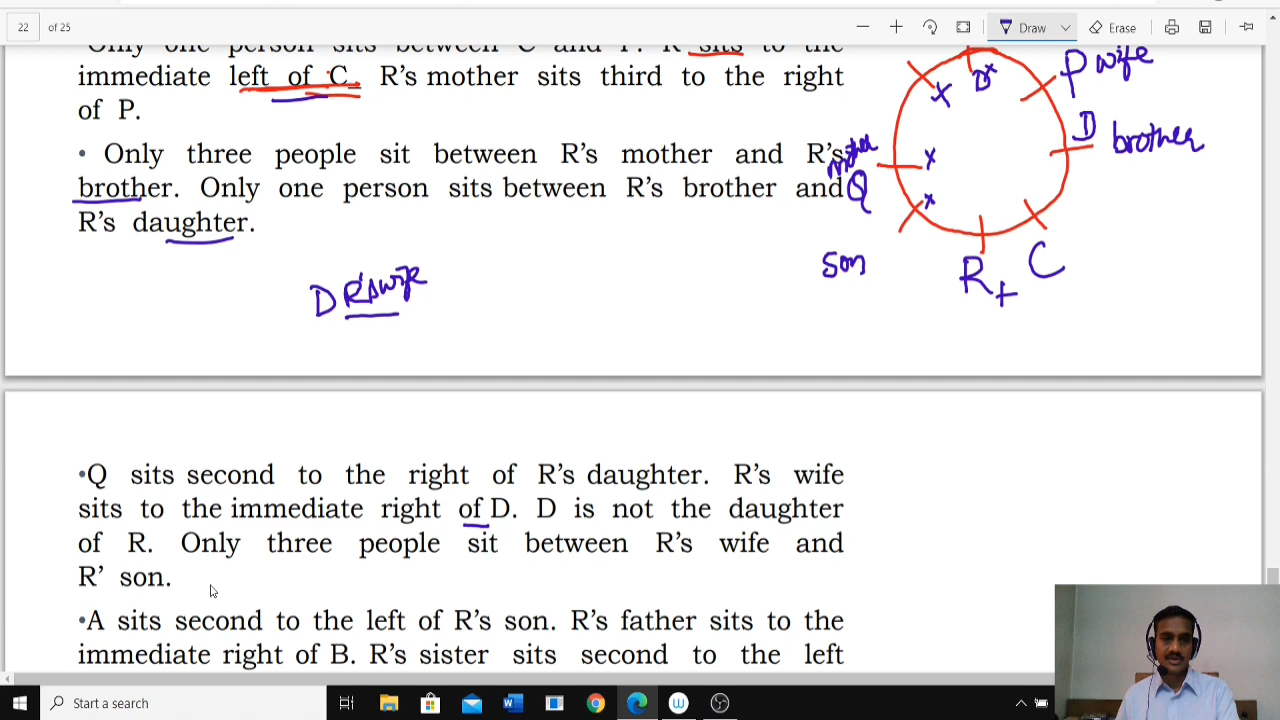 22 of 25
Draw
Erase
Only one person sits between C and P. R sits to the
immediate left of C. R's mother sits third to the right
of P.
• Only three people sit between R's mother and R's
brother. Only one person sits between R's brother and
R's daughter.
D R's wife
P wife
D brother
mother
Q
son
R+
C
•Q sits second to the right of R's daughter. R's wife
sits to the immediate right of D. D is not the daughter
of R. Only three people sit between R's wife and
R' son.
•A sits second to the left of R's son. R's father sits to the
immediate right of B. R's sister sits second to the left
Start a search